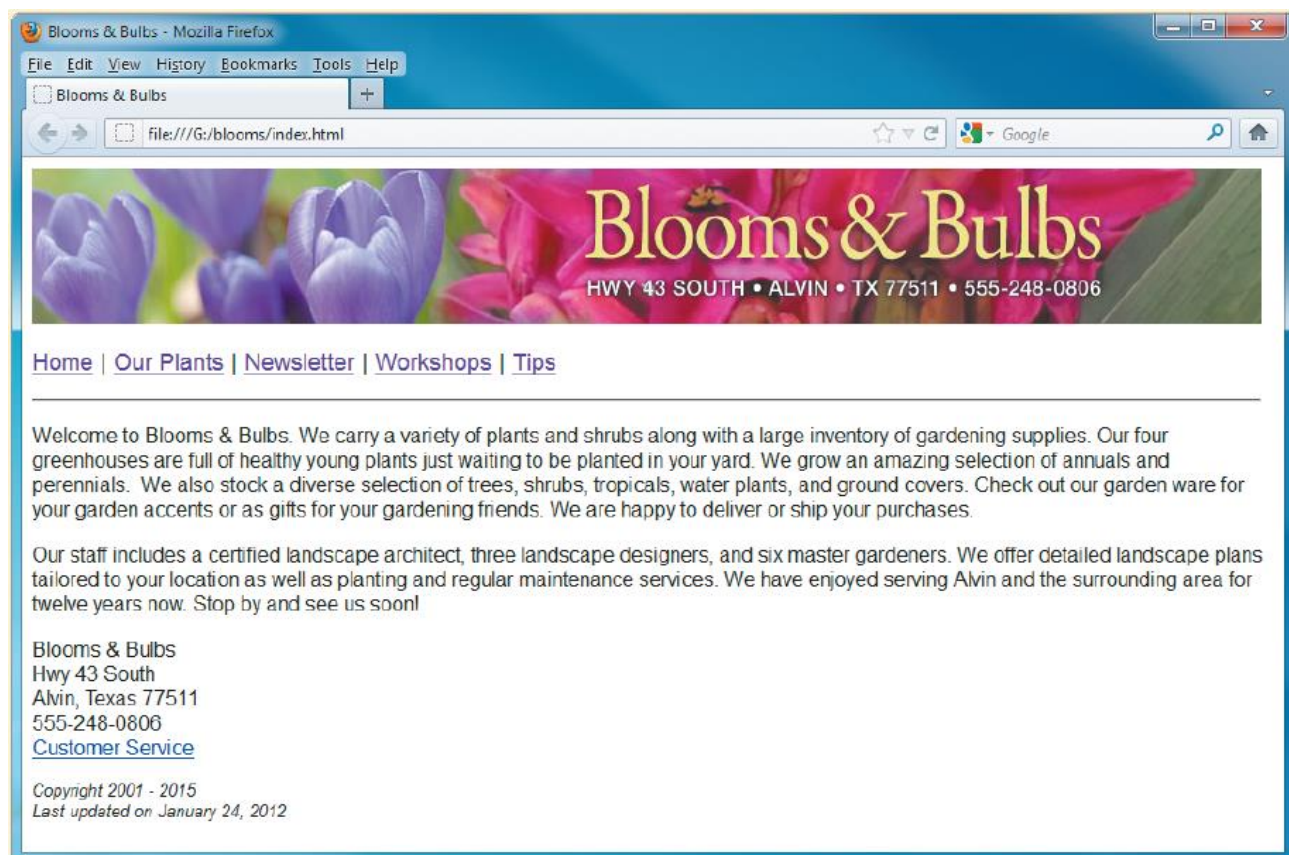 Blooms & Bulbs - Mozilla Firefox
File Edit View History Bookmarks Tools Help
Blooms & Bulbs
file:///G:/blooms/index.html
Google
Blooms & Bulbs
HWY 43 SOUTH • ALVIN • TX 77511 • 555-248-0806
Home | Our Plants | Newsletter | Workshops | Tips
Welcome to Blooms & Bulbs. We carry a variety of plants and shrubs along with a large inventory of gardening supplies. Our four
greenhouses are full of healthy young plants just waiting to be planted in your yard. We grow an amazing selection of annuals and
perennials.  We also stock a diverse selection of trees, shrubs, tropicals, water plants, and ground covers. Check out our garden ware for
your garden accents or as gifts for your gardening friends. We are happy to deliver or ship your purchases.
Our staff includes a certified landscape architect, three landscape designers, and six master gardeners. We offer detailed landscape plans
tailored to your location as well as planting and regular maintenance services. We have enjoyed serving Alvin and the surrounding area for
twelve years now. Stop by and see us soon!
Blooms & Bulbs
Hwy 43 South
Alvin, Texas 77511
555-248-0806
Customer Service
Copyright 2001 - 2015
Last updated on January 24, 2012